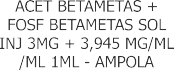 ACET BETAMETAS +
FOSF BETAMETAS SOL
INJ 3MG + 3,945 MG/ML
/ML 1ML - AMPOLA